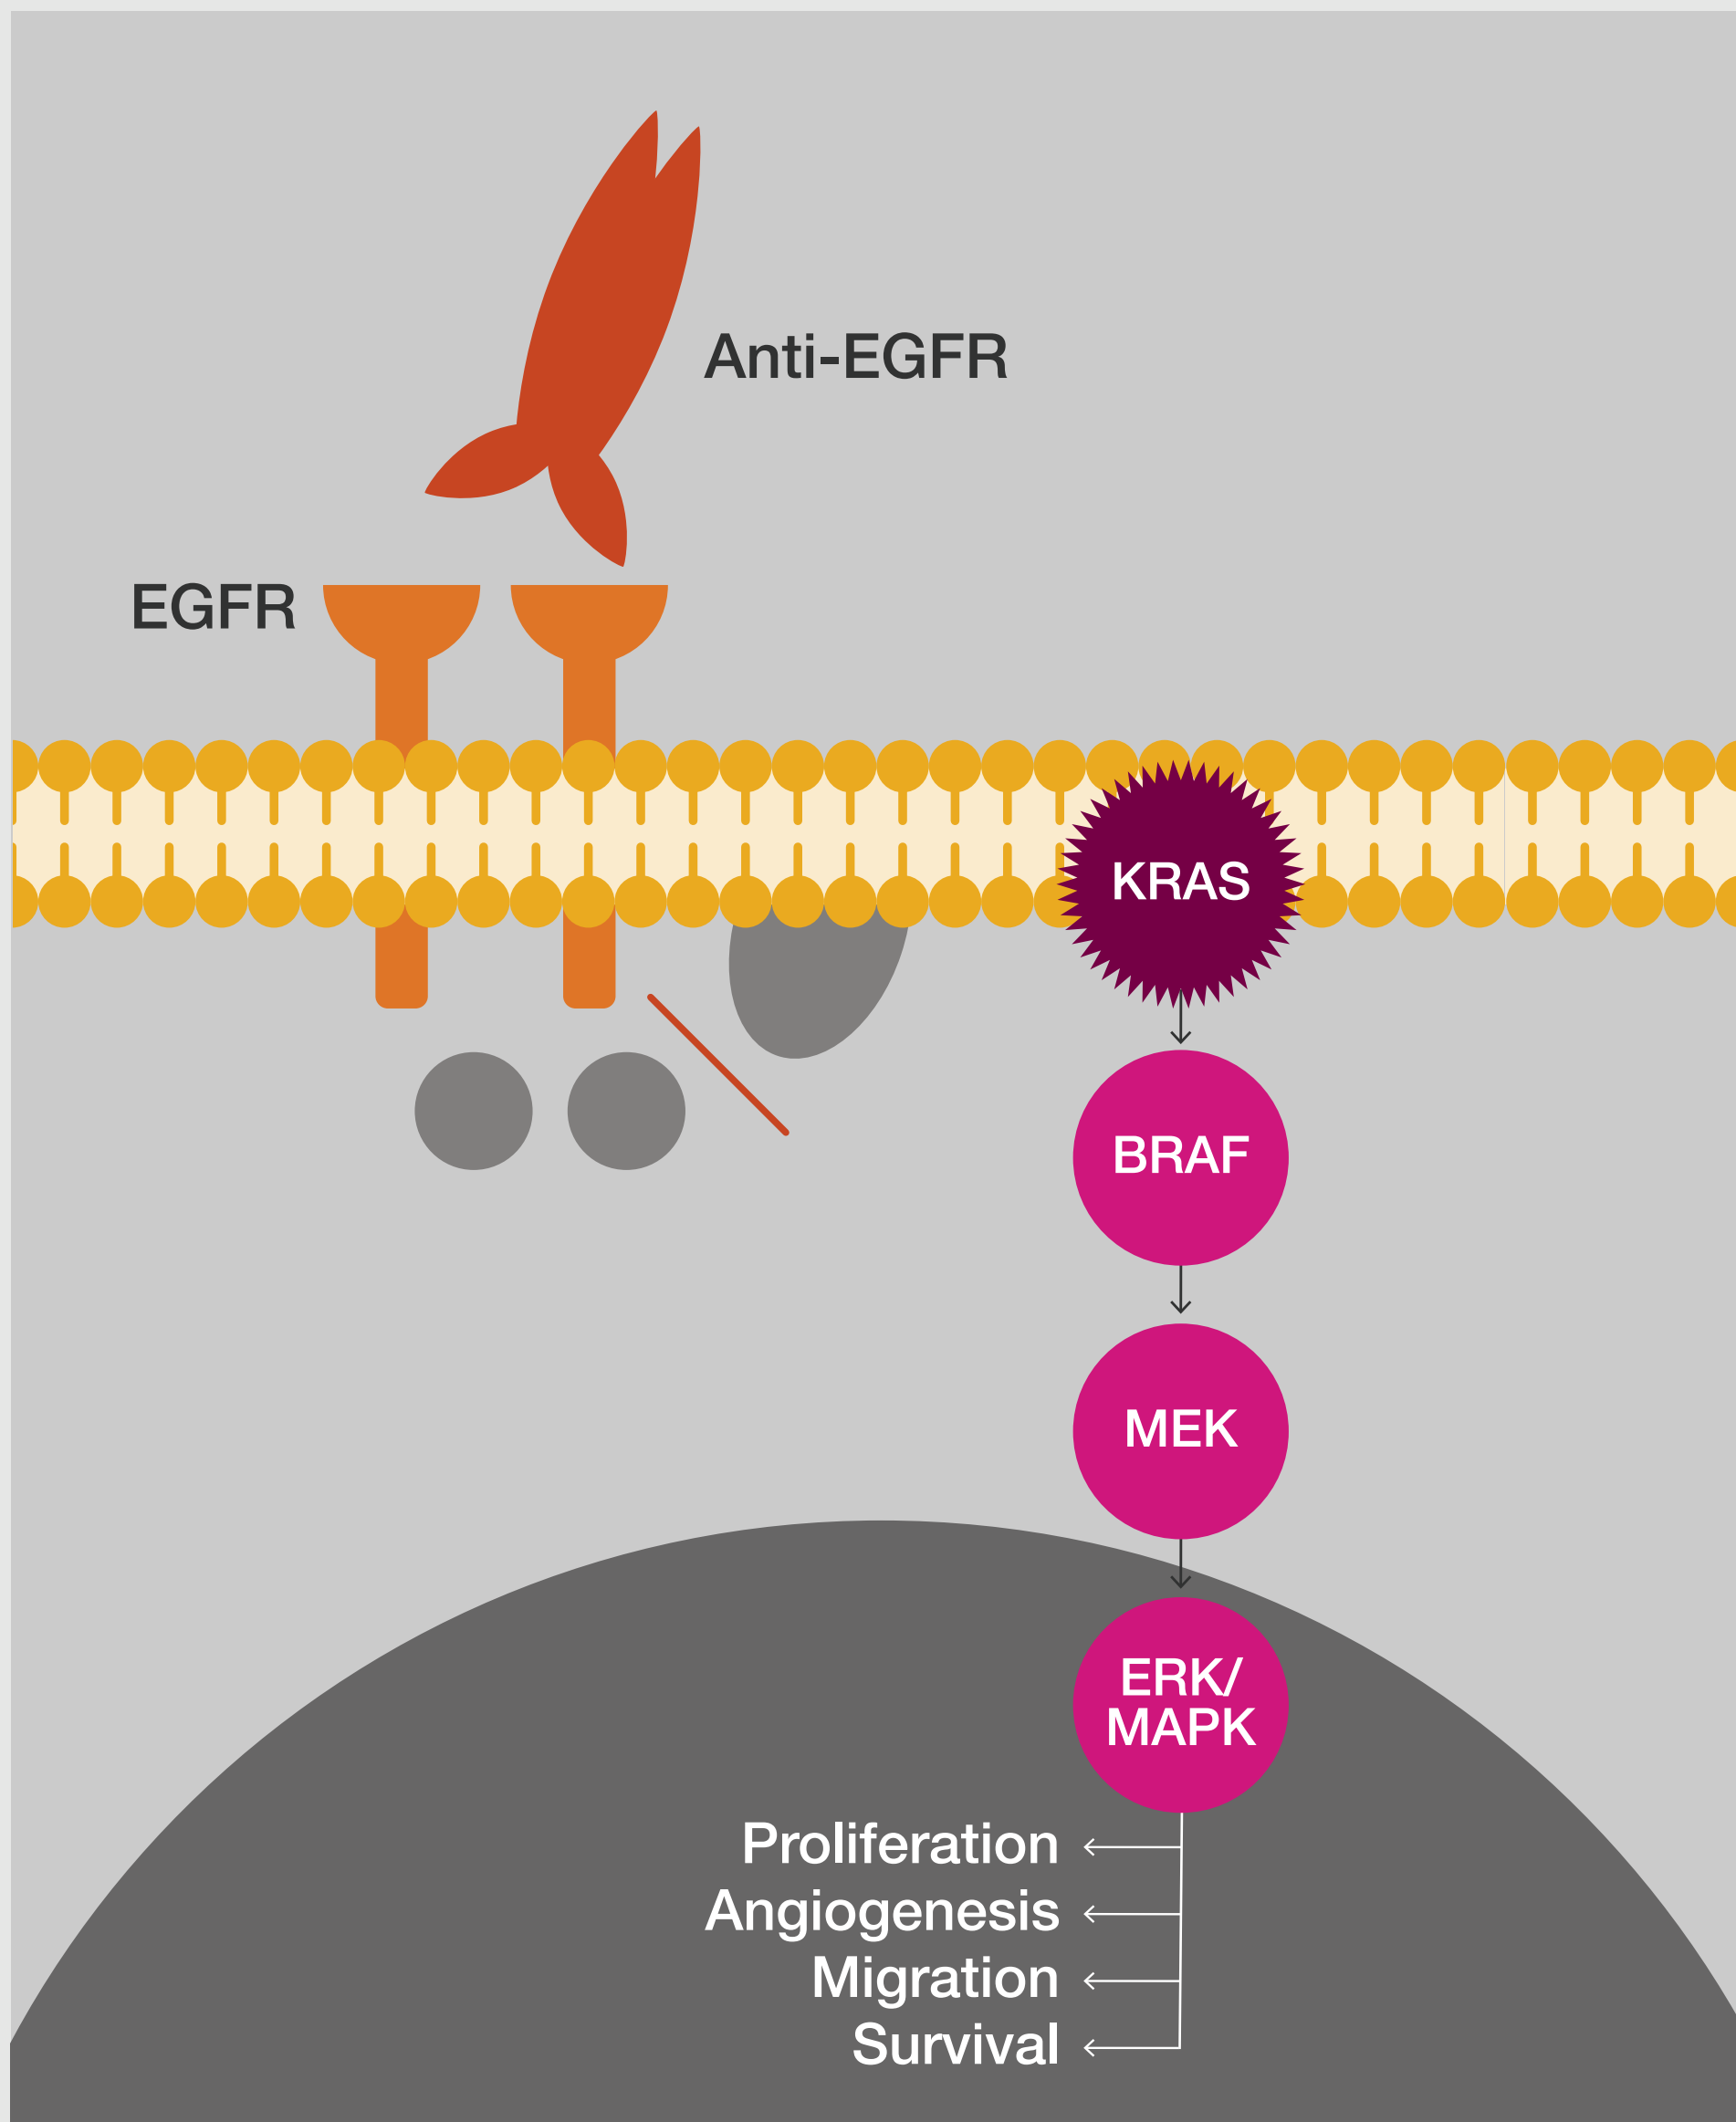 Anti-EGFR
EGFR
KRAS
BRAF
MEK
ERK/
MAPK
Proliferation
Angiogenesis
Migration
Survival